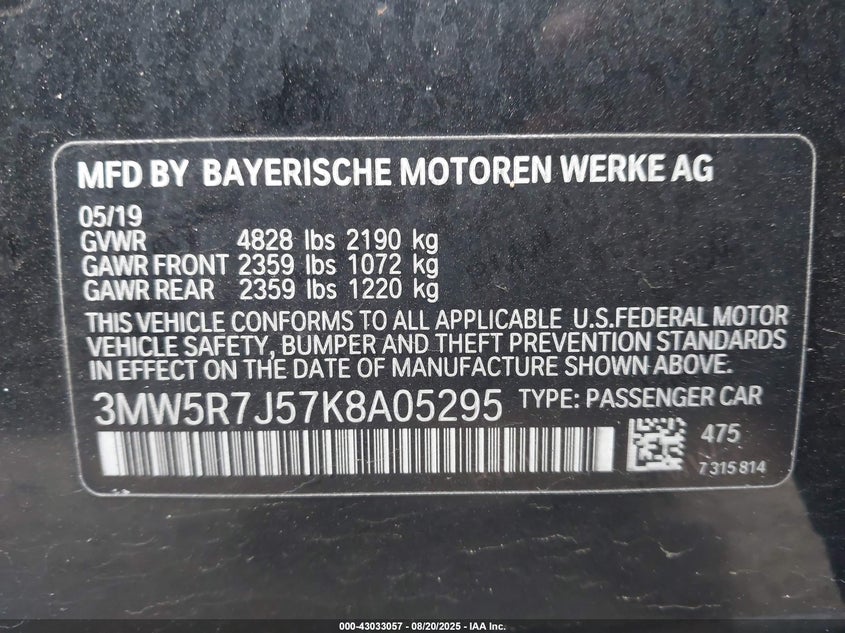 MFD BY BAYERISCHE MOTOREN WERKE AG
05/19
GVWR 4828 lbs 2190 kg
GAWR FRONT 2359 lbs 1072 kg
GAWR REAR 2359 lbs 1220 kg
THIS VEHICLE CONFORMS TO ALL APPLICABLE U.S.FEDERAL MOTOR
VEHICLE SAFETY, BUMPER AND THEFT PREVENTION STANDARDS
IN EFFECT ON THE DATE OF MANUFACTURE SHOWN ABOVE.
3MW5R7J57K8A05295 TYPE: PASSENGER CAR
475
7 315 814
000-43033057 - 08/20/2025 - IAA Inc.